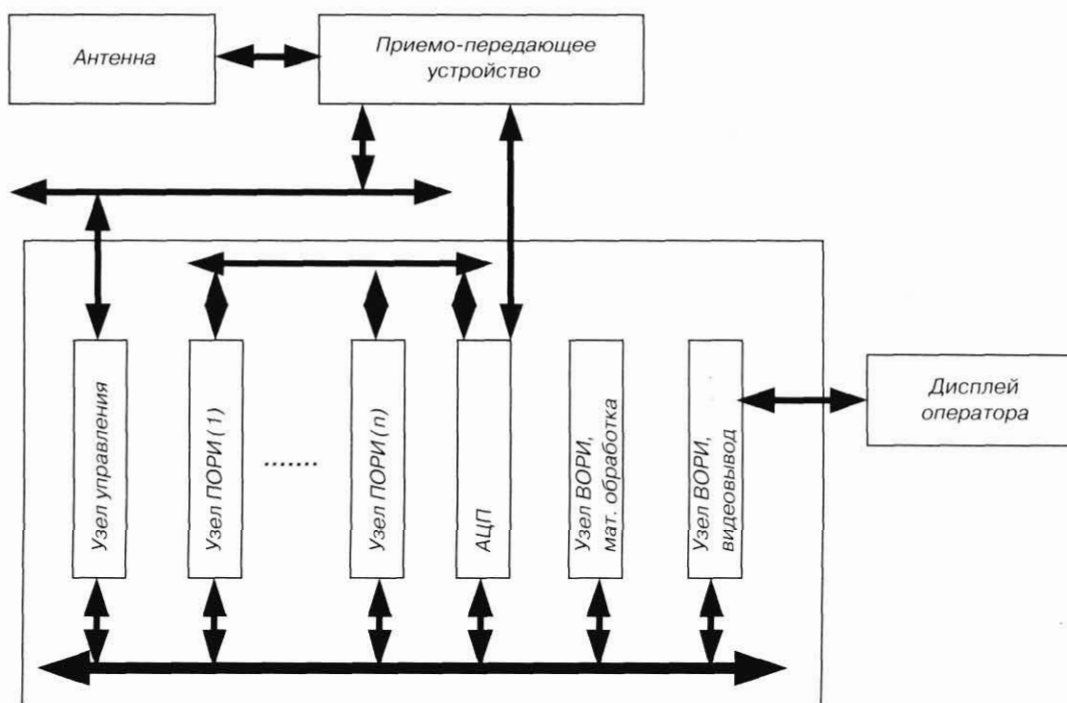 Антенна
Приемо-передающее
устройство
Узел управления
Узел ПОРИ (1)
........
Узел ПОРИ (n)
АЦП
Узел ВОРИ,
мат. обработка
Узел ВОРИ,
видеовывод
Дисплей
оператора